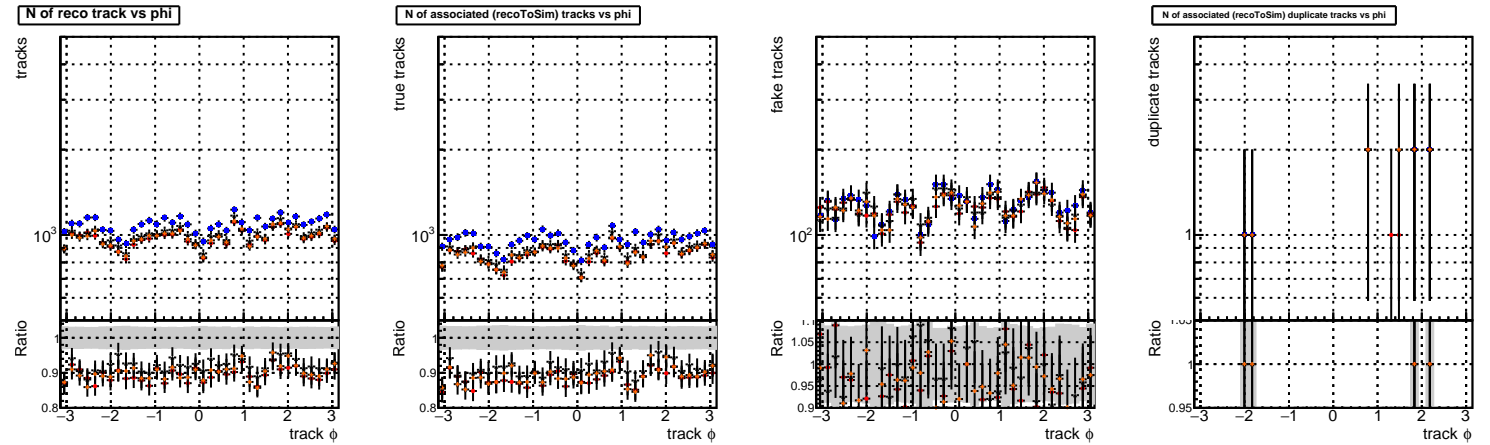 N of reco track vs phi
tracks
10³
Ratio
1
0.9
0.8
−3 −2 −1 0 1 2 3
track ϕ
N of associated (recoToSim) tracks vs phi
true tracks
10³
Ratio
1
0.9
0.8
−3 −2 −1 0 1 2 3
track ϕ
fake tracks
10²
Ratio
1.1
1.05
0.95
0.9
−3 −2 −1 0 1 2 3
track ϕ
N of associated (recoToSim) duplicate tracks vs phi
duplicate tracks
1
Ratio
1.05
1
0.95
−3 −2 −1 0 1 2 3
track ϕ